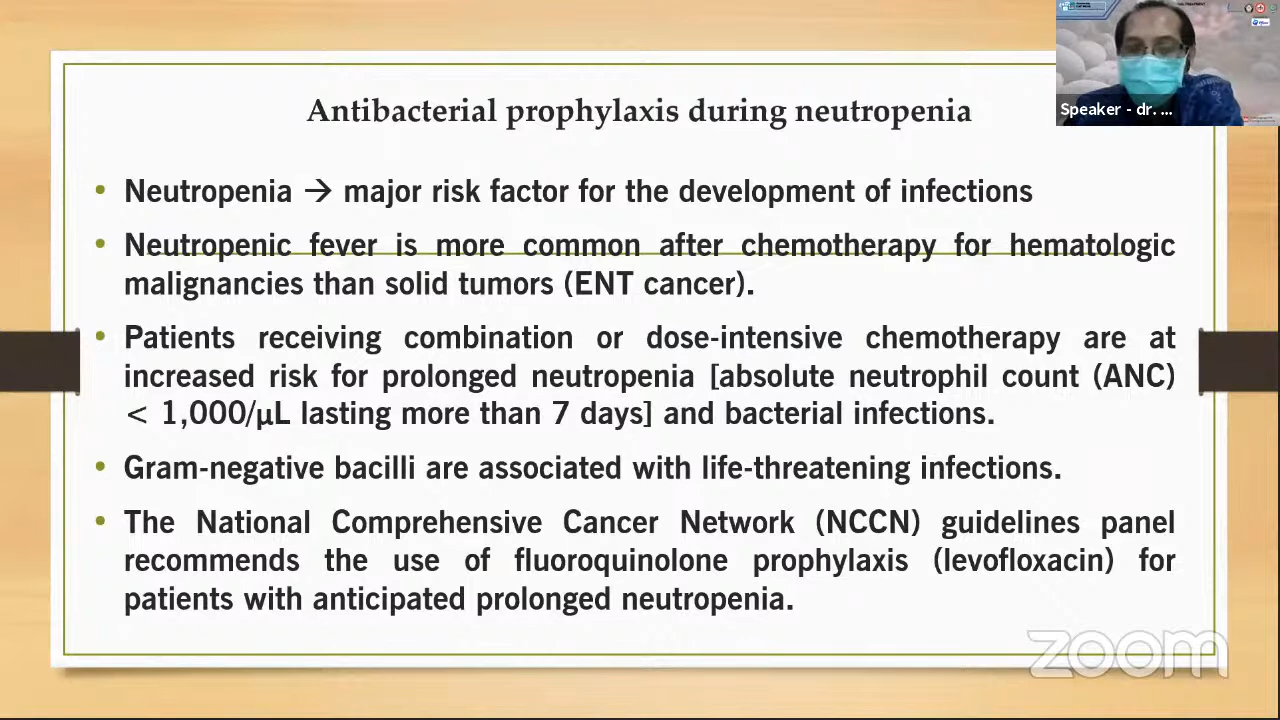 Antibacterial prophylaxis during neutropenia
Speaker - dr. ...
• Neutropenia → major risk factor for the development of infections
• Neutropenic fever is more common after chemotherapy for hematologic
malignancies than solid tumors (ENT cancer).
• Patients receiving combination or dose-intensive chemotherapy are at
increased risk for prolonged neutropenia [absolute neutrophil count (ANC)
< 1,000/µL lasting more than 7 days] and bacterial infections.
• Gram-negative bacilli are associated with life-threatening infections.
• The National Comprehensive Cancer Network (NCCN) guidelines panel
recommends the use of fluoroquinolone prophylaxis (levofloxacin) for
patients with anticipated prolonged neutropenia.
zoom